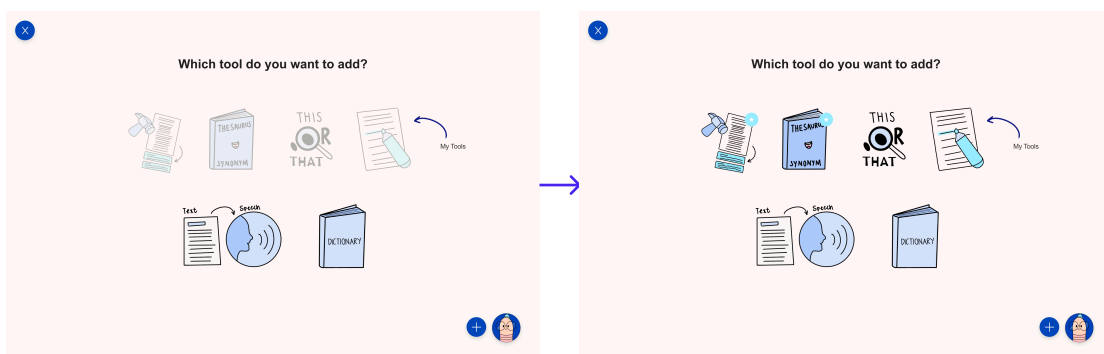 Which tool do you want to add?
THESAURUS
SYNONYM
THIS
OR
THAT
My Tools
Text
Speech
DICTIONARY
Which tool do you want to add?
THESAURUS
SYNONYM
THIS
OR
THAT
My Tools
Text
Speech
DICTIONARY